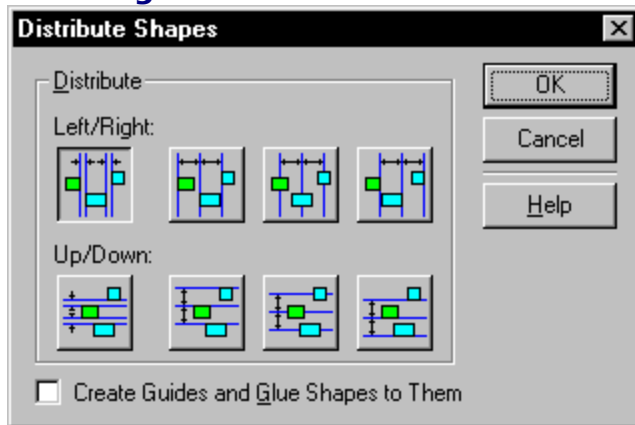 Distribute Shapes
Distribute
OK
Left/Right:
Cancel
Help
Up/Down:
Create Guides and Glue Shapes to Them